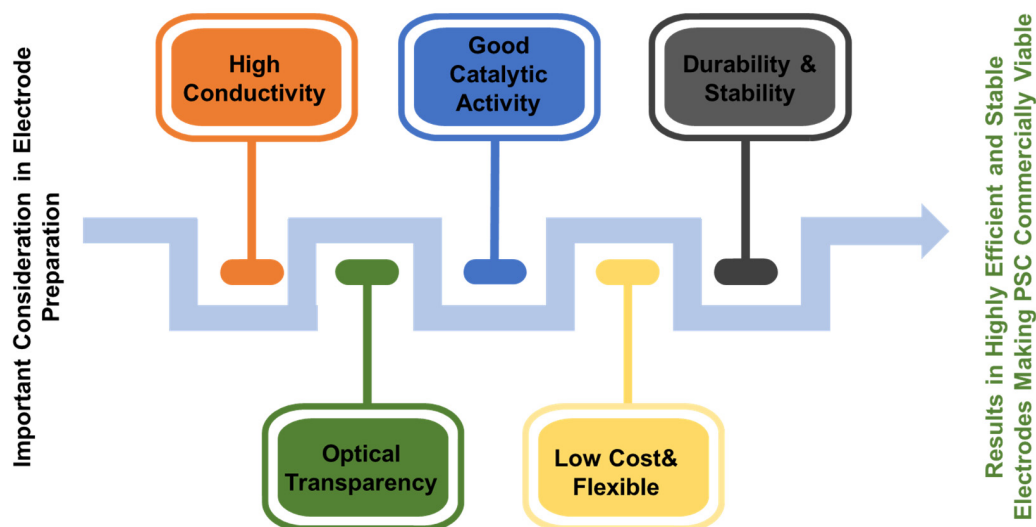 Important Consideration in Electrode
Preparation
High
Conductivity
Good
Catalytic
Activity
Durability &
Stability
Optical
Transparency
Low Cost&
Flexible
Results in Highly Efficient and Stable
Electrodes Making PSC Commercially Viable